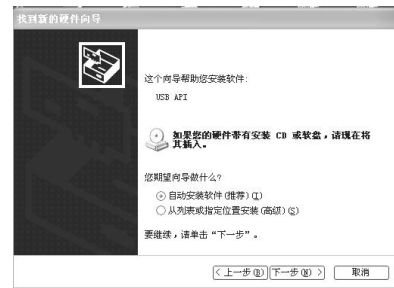 找到新的硬件向导
这个向导帮助您安装软件:
USB API
如果您的硬件带有安装 CD 或软盘，请现在将
其插入。
您期望向导做什么?
自动安装软件(推荐)(I)
从列表或指定位置安装(高级)(S)
要继续，请单击“下一步”。
< 上一步(B) 下一步(N) > 取消